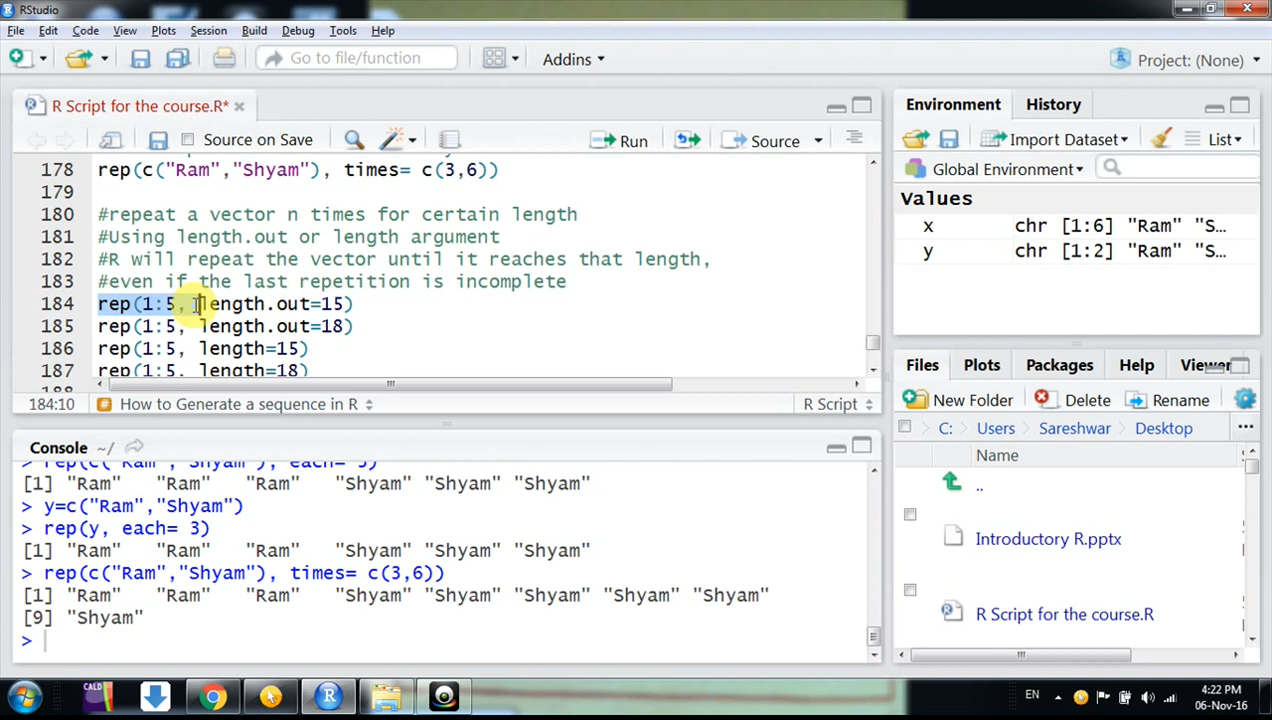 RStudio
File Edit Code View Plots Session Build Debug Tools Help
Go to file/function Addins Project: (None)
R Script for the course.R*
Source on Save Run Source
178 rep(c("Ram","Shyam"), times= c(3,6))
179
180 #repeat a vector n times for certain length
181 #Using length.out or length argument
182 #R will repeat the vector until it reaches that length,
183 #even if the last repetition is incomplete
184 rep(1:5, length.out=15)
185 rep(1:5, length.out=18)
186 rep(1:5, length=15)
187 rep(1:5, length=18)
188
184:10 # How to Generate a sequence in R R Script
Console ~/
> rep(c("Ram","Shyam"), each= 3)
[1] "Ram" "Ram" "Ram" "Shyam" "Shyam" "Shyam"
> y=c("Ram","Shyam")
> rep(y, each= 3)
[1] "Ram" "Ram" "Ram" "Shyam" "Shyam" "Shyam"
> rep(c("Ram","Shyam"), times= c(3,6))
[1] "Ram" "Ram" "Ram" "Shyam" "Shyam" "Shyam" "Shyam" "Shyam"
[9] "Shyam"
>
Environment History
Import Dataset List
Global Environment
Values
x chr [1:6] "Ram" "S…
y chr [1:2] "Ram" "S…
Files Plots Packages Help Viewer
New Folder Delete Rename
C: Users Sareshwar Desktop ...
Name
..
Introductory R.pptx
R Script for the course.R
CALD
EN
4:22 PM
06-Nov-16